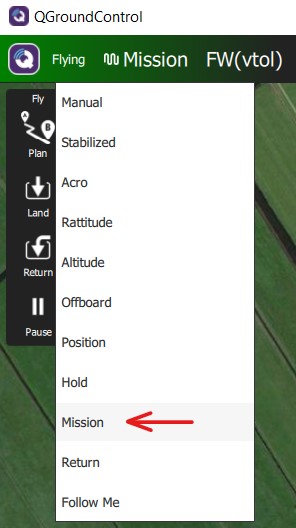 QGroundControl
Flying Mission FW(vtol)
Fly
Plan
Land
Return
Pause
Manual
Stabilized
Acro
Rattitude
Altitude
Offboard
Position
Hold
Mission
Return
Follow Me